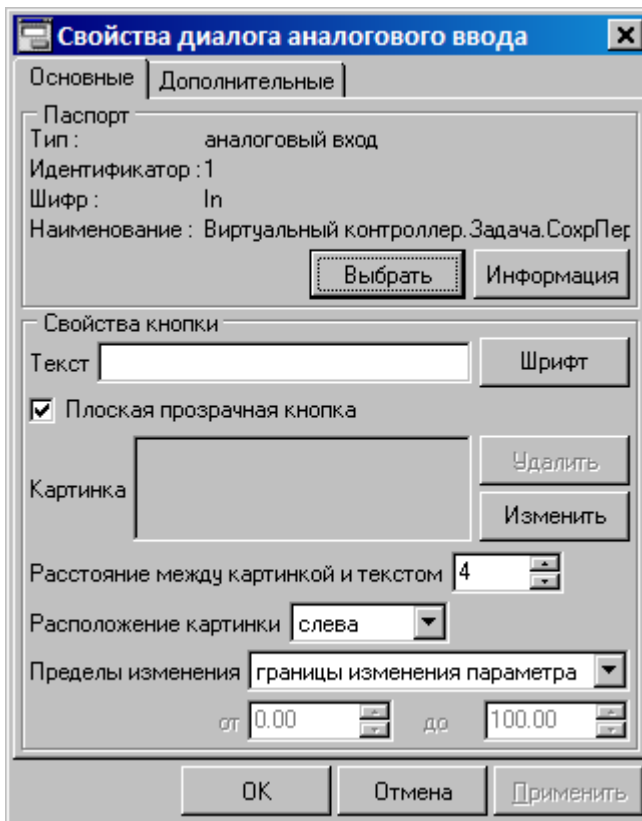 Свойства диалога аналогового ввода
Основные Дополнительные
Паспорт
Тип : аналоговый вход
Идентификатор : 1
Шифр : In
Наименование : Виртуальный контроллер.Задача.СохрПер
Выбрать Информация
Свойства кнопки
Текст Шрифт
Плоская прозрачная кнопка
Удалить
Картинка
Изменить
Расстояние между картинкой и текстом 4
Расположение картинки слева
Пределы изменения границы изменения параметра
от 0.00 до 100.00
OK Отмена Применить